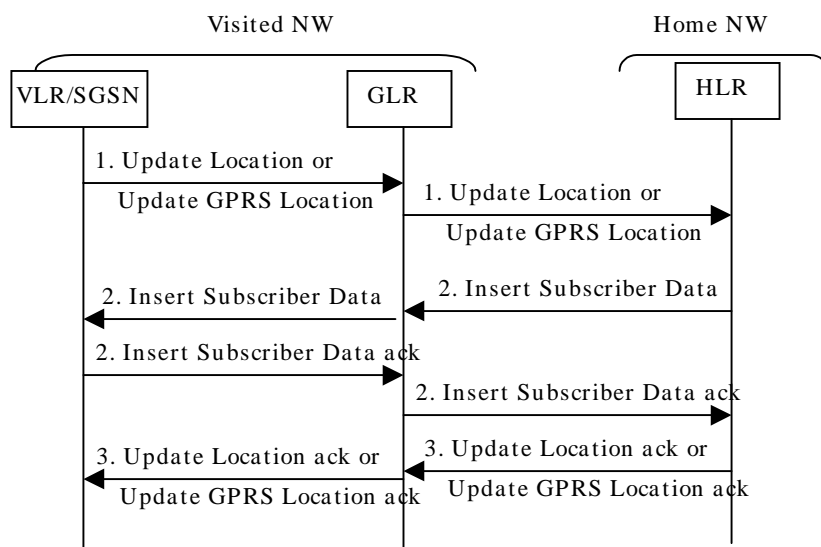 Visited NW
Home NW
VLR/SGSN
GLR
HLR
1. Update Location or
Update GPRS Location
1. Update Location or
Update GPRS Location
2. Insert Subscriber Data
2. Insert Subscriber Data
2. Insert Subscriber Data ack
2. Insert Subscriber Data ack
3. Update Location ack or
Update GPRS Location ack
3. Update Location ack or
Update GPRS Location ack